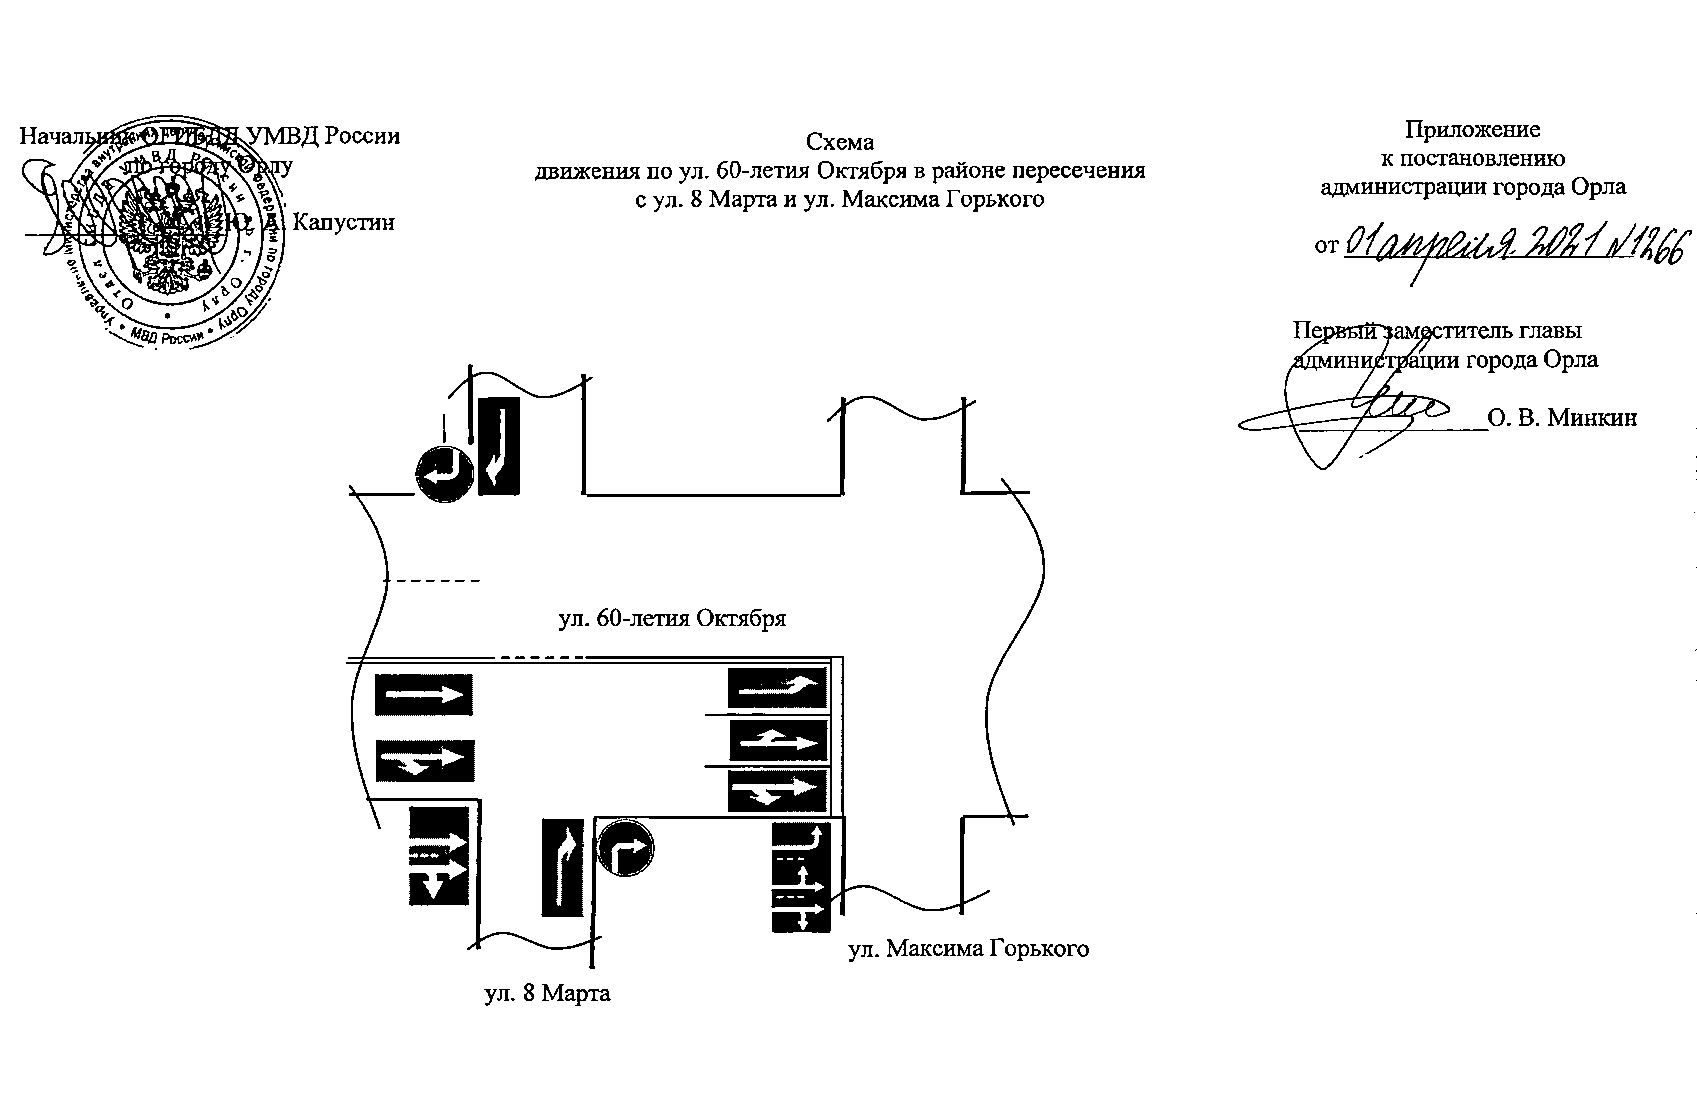 Начальник ОГИБДД УМВД России
по городу Орлу
Ю. А. Капустин
МВД России
Схема
движения по ул. 60-летия Октября в районе пересечения
с ул. 8 Марта и ул. Максима Горького
Приложение
к постановлению
администрации города Орла
от 01 апреля 2021 №1266
Первый заместитель главы
администрации города Орла
О. В. Минкин
ул. 60-летия Октября
ул. Максима Горького
ул. 8 Марта